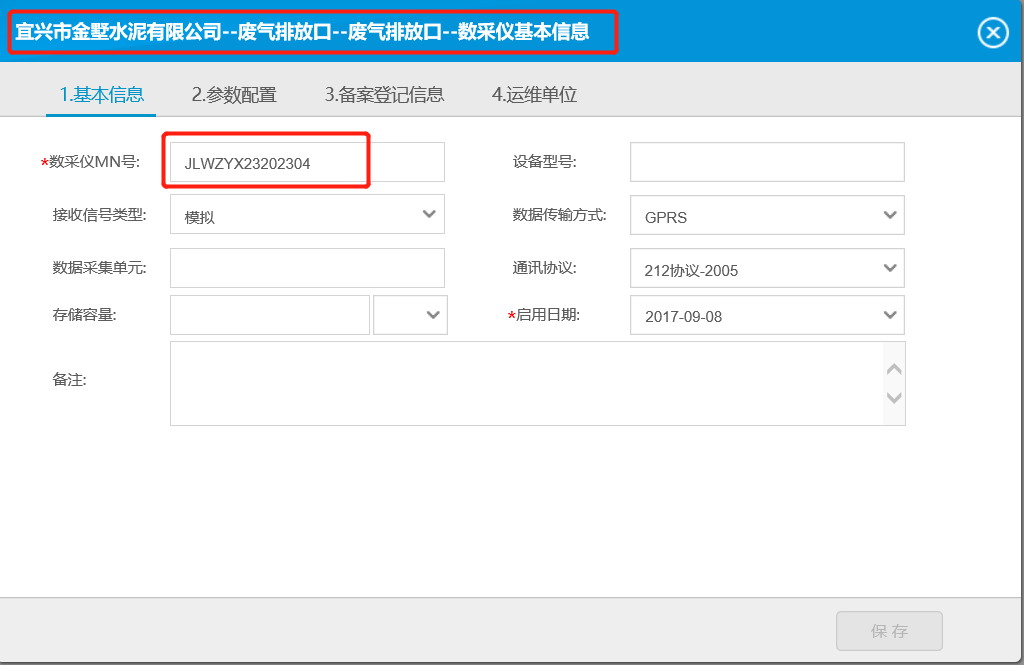 宜兴市金墅水泥有限公司--废气排放口--废气排放口--数采仪基本信息
1.基本信息 2.参数配置 3.备案登记信息 4.运维单位
*数采仪MN号: JLWZYX23202304 设备型号:
接收信号类型: 模拟 数据传输方式: GPRS
数据采集单元: 通讯协议: 212协议-2005
存储容量: *启用日期: 2017-09-08
备注:
保存